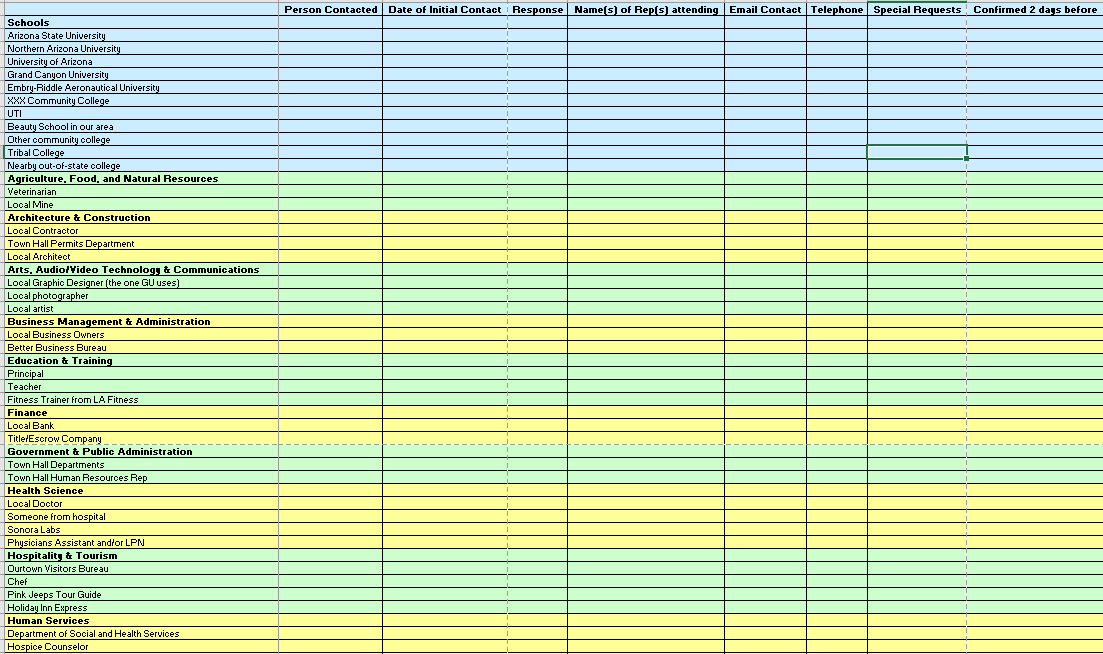 Person Contacted Date of Initial Contact Response Name(s) of Rep(s) attending Email Contact Telephone Special Requests Confirmed 2 days before
Schools
Arizona State University
Northern Arizona University
University of Arizona
Grand Canyon University
Embry-Riddle Aeronautical University
XXX Community College
UTI
Beauty School in our area
Other community college
Tribal College
Nearby out-of-state college
Agriculture, Food, and Natural Resources
Veterinarian
Local Mine
Architecture & Construction
Local Contractor
Town Hall Permits Department
Local Architect
Arts, Audio/Video Technology & Communications
Local Graphic Designer (the one GU uses)
Local photographer
Local artist
Business Management & Administration
Local Business Owners
Better Business Bureau
Education & Training
Principal
Teacher
Fitness Trainer from LA Fitness
Finance
Local Bank
Title/Escrow Company
Government & Public Administration
Town Hall Departments
Town Hall Human Resources Rep
Health Science
Local Doctor
Someone from hospital
Sonora Labs
Physicians Assistant and/or LPN
Hospitality & Tourism
Ourtown Visitors Bureau
Chef
Pink Jeeps Tour Guide
Holiday Inn Express
Human Services
Department of Social and Health Services
Hospice Counselor